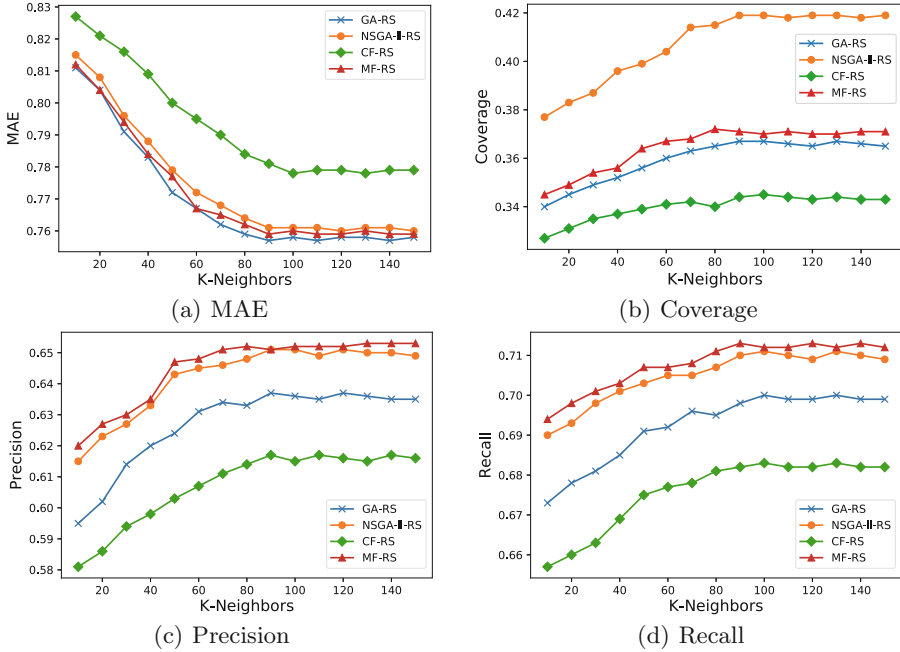 0.83
0.82
0.81
0.80
0.79
0.78
0.77
0.76
MAE
GA-RS
NSGA-II-RS
CF-RS
MF-RS
20 40 60 80 100 120 140
K-Neighbors
(a) MAE
0.42
0.40
0.38
0.36
0.34
Coverage
GA-RS
NSGA-II-RS
CF-RS
MF-RS
20 40 60 80 100 120 140
K-Neighbors
(b) Coverage
0.65
0.64
0.63
0.62
0.61
0.60
0.59
0.58
Precision
GA-RS
NSGA-II-RS
CF-RS
MF-RS
20 40 60 80 100 120 140
K-Neighbors
(c) Precision
0.71
0.70
0.69
0.68
0.67
0.66
Recall
GA-RS
NSGA-II-RS
CF-RS
MF-RS
20 40 60 80 100 120 140
K-Neighbors
(d) Recall